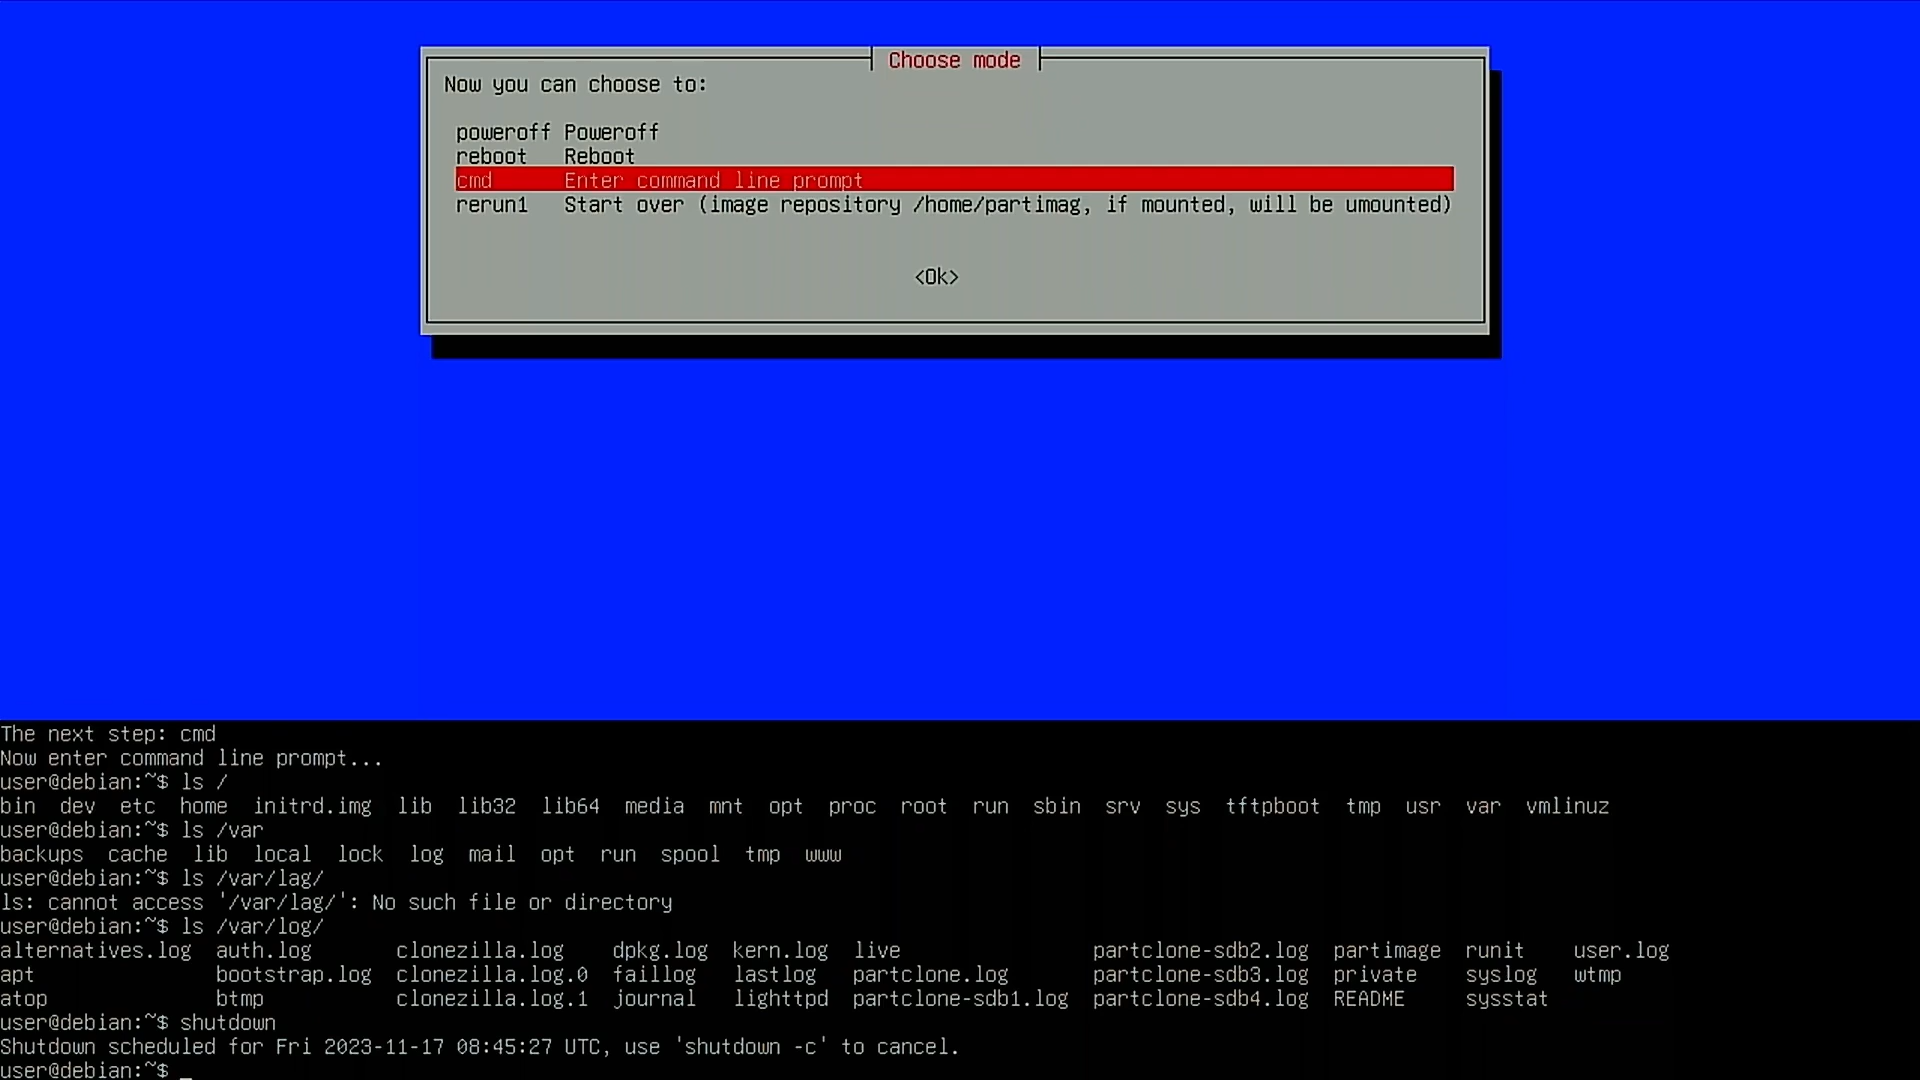 Choose mode
Now you can choose to:
poweroff Poweroff
reboot Reboot
cmd Enter command line prompt
rerun1 Start over (image repository /home/partimag, if mounted, will be umounted)
<Ok>
The next step: cmd
Now enter command line prompt...
user@debian:~$ ls /
bin dev etc home initrd.img lib lib32 lib64 media mnt opt proc root run sbin srv sys tftpboot tmp usr var vmlinuz
user@debian:~$ ls /var
backups cache lib local lock log mail opt run spool tmp www
user@debian:~$ ls /var/lag/
ls: cannot access '/var/lag/': No such file or directory
user@debian:~$ ls /var/log/
alternatives.log auth.log clonezilla.log dpkg.log kern.log live partclone-sdb2.log partimage runit user.log
apt bootstrap.log clonezilla.log.0 faillog lastlog partclone.log partclone-sdb3.log private syslog wtmp
atop btmp clonezilla.log.1 journal lighttpd partclone-sdb1.log partclone-sdb4.log README sysstat
user@debian:~$ shutdown
Shutdown scheduled for Fri 2023-11-17 08:45:27 UTC, use 'shutdown -c' to cancel.
user@debian:~$ _